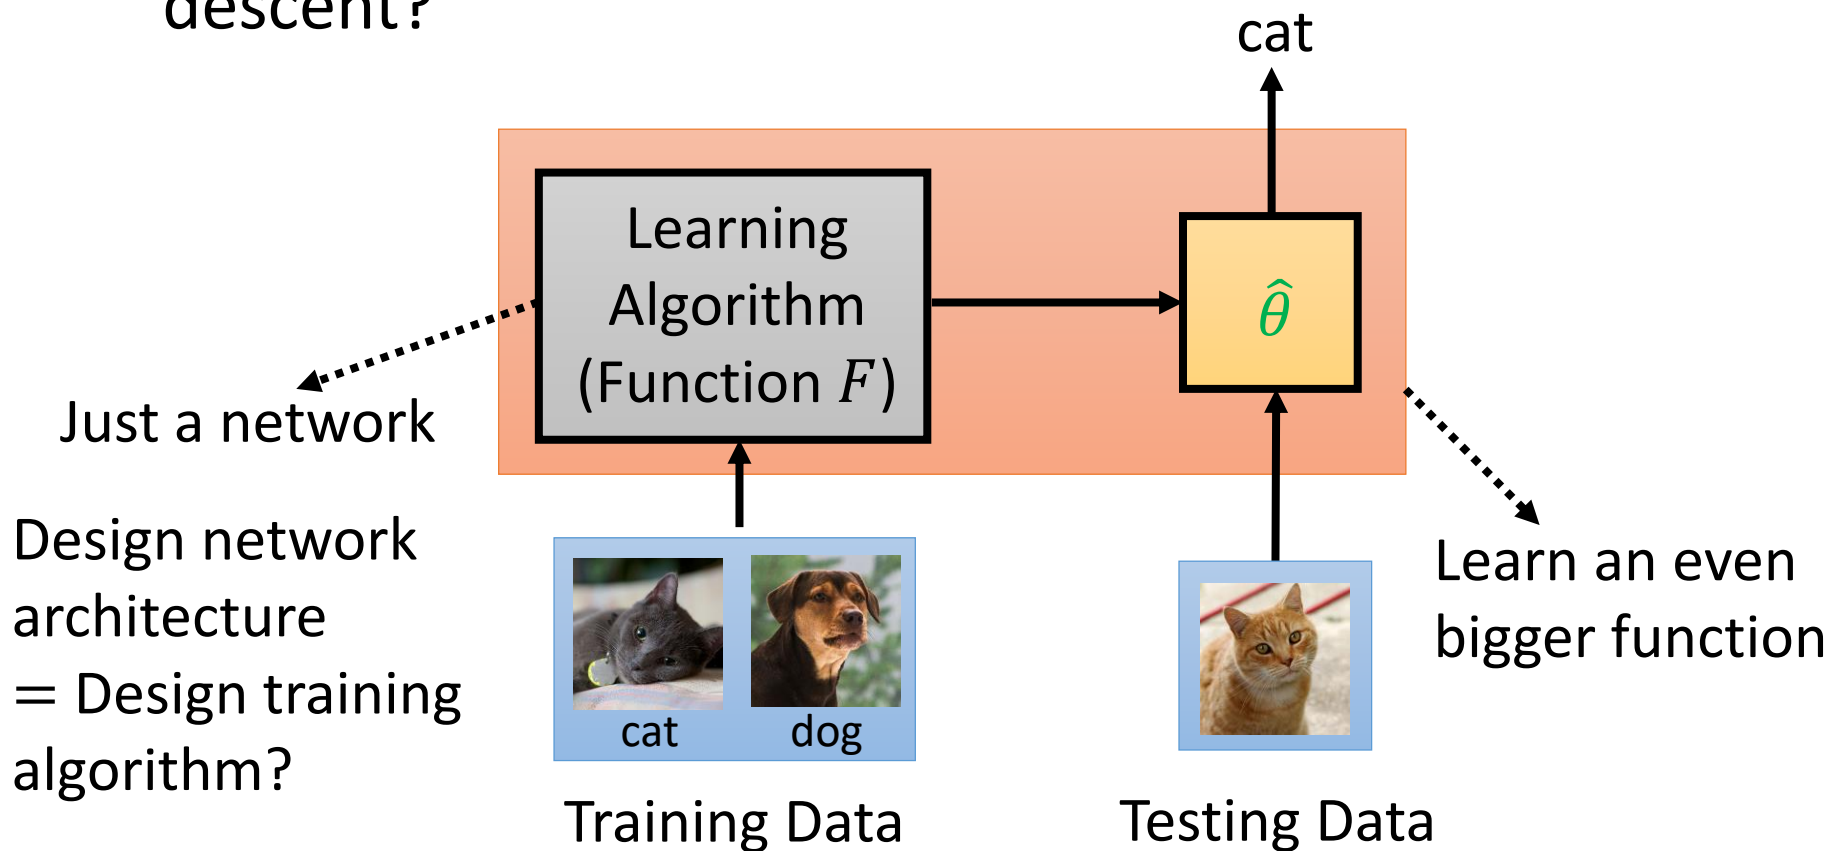 descent?
cat
Learning
Algorithm
(Function F)
θ̂
Just a network
Design network
architecture
= Design training
algorithm?
cat
dog
Training Data
Testing Data
Learn an even
bigger function